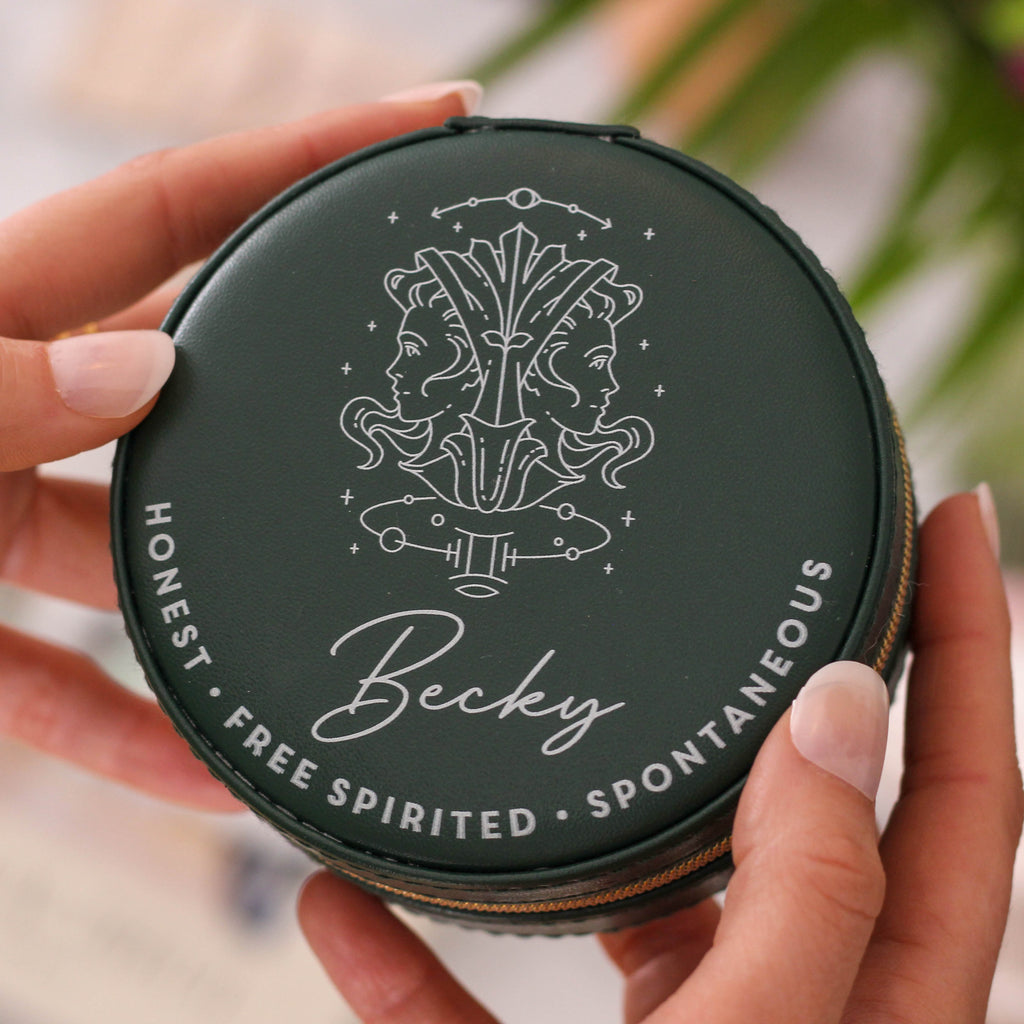 Becky
HONEST • FREE SPIRITED • SPONTANEOUS